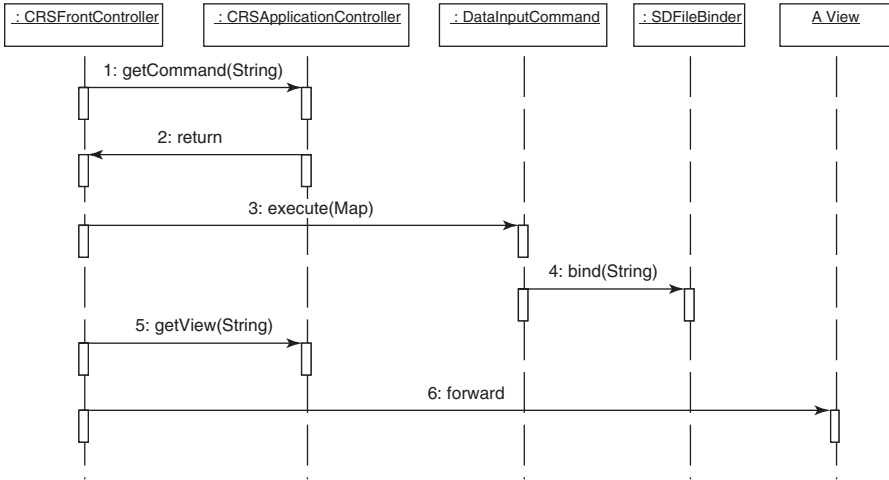 : CRSFrontController
: CRSApplicationController
: DataInputCommand
: SDFileBinder
A View
1: getCommand(String)
2: return
3: execute(Map)
4: bind(String)
5: getView(String)
6: forward